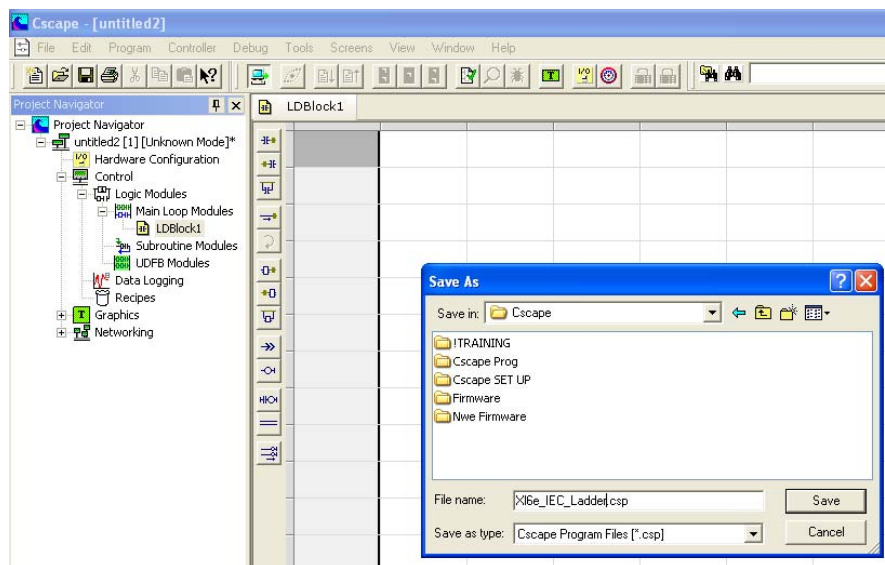 Cscape - [untitled2]
File Edit Program Controller Debug Tools Screens View Window Help
Project Navigator
LDBlock1
Project Navigator
untitled2 [1] [Unknown Mode]*
Hardware Configuration
Control
Logic Modules
Main Loop Modules
LDBlock1
Subroutine Modules
UDFB Modules
Data Logging
Recipes
Graphics
Networking
Save As
Save in: Cscape
!TRAINING
Cscape Prog
Cscape SET UP
Firmware
Nwe Firmware
File name: Xl6e_IEC_Ladder.csp
Save
Save as type: Cscape Program Files [*.csp]
Cancel